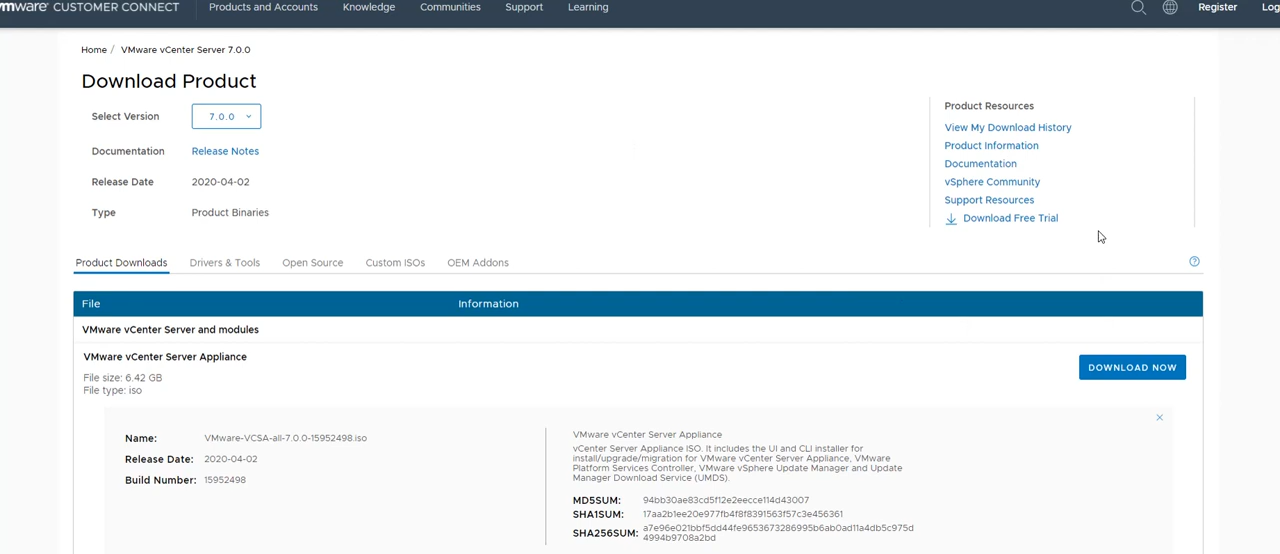 vmware® CUSTOMER CONNECT Products and Accounts Knowledge Communities Support Learning Register Log
Home / VMware vCenter Server 7.0.0
Download Product
Select Version 7.0.0
Documentation Release Notes
Release Date 2020-04-02
Type Product Binaries
Product Resources
View My Download History
Product Information
Documentation
vSphere Community
Support Resources
Download Free Trial
Product Downloads Drivers & Tools Open Source Custom ISOs OEM Addons
File Information
VMware vCenter Server and modules
VMware vCenter Server Appliance
File size: 6.42 GB
File type: iso
DOWNLOAD NOW
Name: VMware-VCSA-all-7.0.0-15952498.iso
Release Date: 2020-04-02
Build Number: 15952498
VMware vCenter Server Appliance
vCenter Server Appliance ISO. It includes the UI and CLI installer for
install/upgrade/migration for VMware vCenter Server Appliance, VMware
Platform Services Controller, VMware vSphere Update Manager and Update
Manager Download Service (UMDS).
MD5SUM: 94bb30ae83cd5f12e2eecce114d43007
SHA1SUM: 17aa2b1ee20e977fb4f8f8391563f57c3e456361
SHA256SUM: a7e96e021bbf5dd44fe9653673286995b6ab0ad11a4db5c975d
4994b9708a2bd